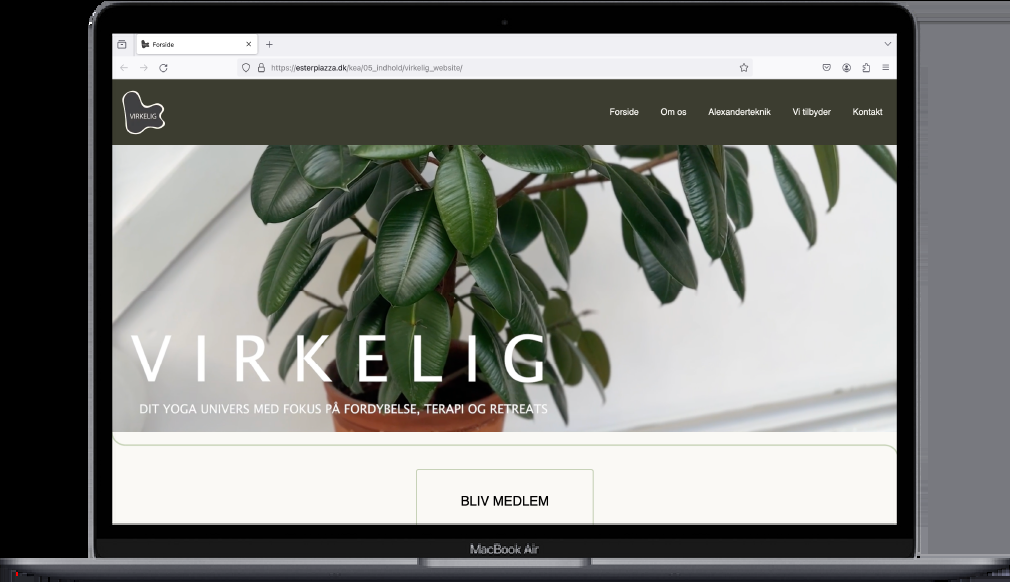 Forside
https://esterpiazza.dk/kea/05_indhold/virkelig_website/
VIRKELIG
Forside Om os Alexanderteknik Vi tilbyder Kontakt
VIRKELIG
DIT YOGA UNIVERS MED FOKUS PÅ FORDYBELSE, TERAPI OG RETREATS
BLIV MEDLEM
MacBook Air